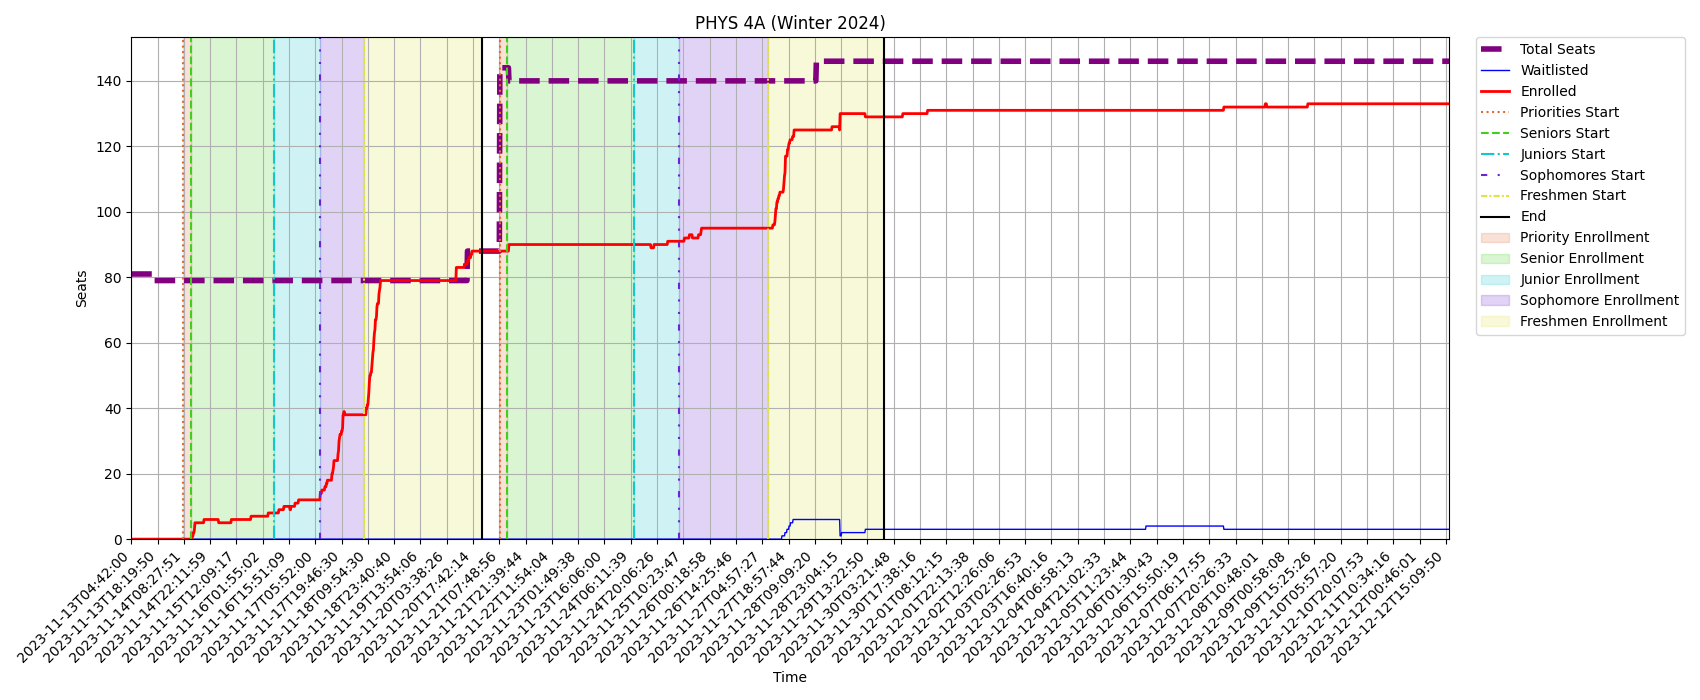 PHYS 4A (Winter 2024)
Seats
140
120
100
80
60
40
20
0
2023-11-13T04:42:00
2023-11-13T18:19:50
2023-11-14T08:27:51
2023-11-14T22:11:59
2023-11-15T12:09:17
2023-11-16T01:55:02
2023-11-16T15:51:09
2023-11-17T05:52:00
2023-11-17T19:46:30
2023-11-18T09:54:30
2023-11-18T23:40:40
2023-11-19T13:54:06
2023-11-20T03:38:26
2023-11-20T17:42:14
2023-11-21T07:48:56
2023-11-21T21:39:44
2023-11-22T11:54:04
2023-11-23T01:49:38
2023-11-23T16:06:00
2023-11-24T06:11:39
2023-11-24T20:06:26
2023-11-25T10:23:47
2023-11-26T00:18:58
2023-11-26T14:25:46
2023-11-27T04:57:27
2023-11-27T18:57:44
2023-11-28T09:09:20
2023-11-28T23:04:15
2023-11-29T13:22:50
2023-11-30T03:21:48
2023-11-30T17:38:16
2023-12-01T08:12:15
2023-12-01T22:13:38
2023-12-02T12:26:06
2023-12-03T02:26:53
2023-12-03T16:40:16
2023-12-04T06:58:13
2023-12-04T21:02:33
2023-12-05T11:23:44
2023-12-06T01:30:43
2023-12-06T15:50:19
2023-12-07T06:17:55
2023-12-07T20:26:33
2023-12-08T10:48:01
2023-12-09T00:58:08
2023-12-09T15:25:26
2023-12-10T05:57:20
2023-12-10T20:07:53
2023-12-11T10:34:16
2023-12-12T00:46:01
2023-12-12T15:09:50
Time
Total Seats
Waitlisted
Enrolled
Priorities Start
Seniors Start
Juniors Start
Sophomores Start
Freshmen Start
End
Priority Enrollment
Senior Enrollment
Junior Enrollment
Sophomore Enrollment
Freshmen Enrollment